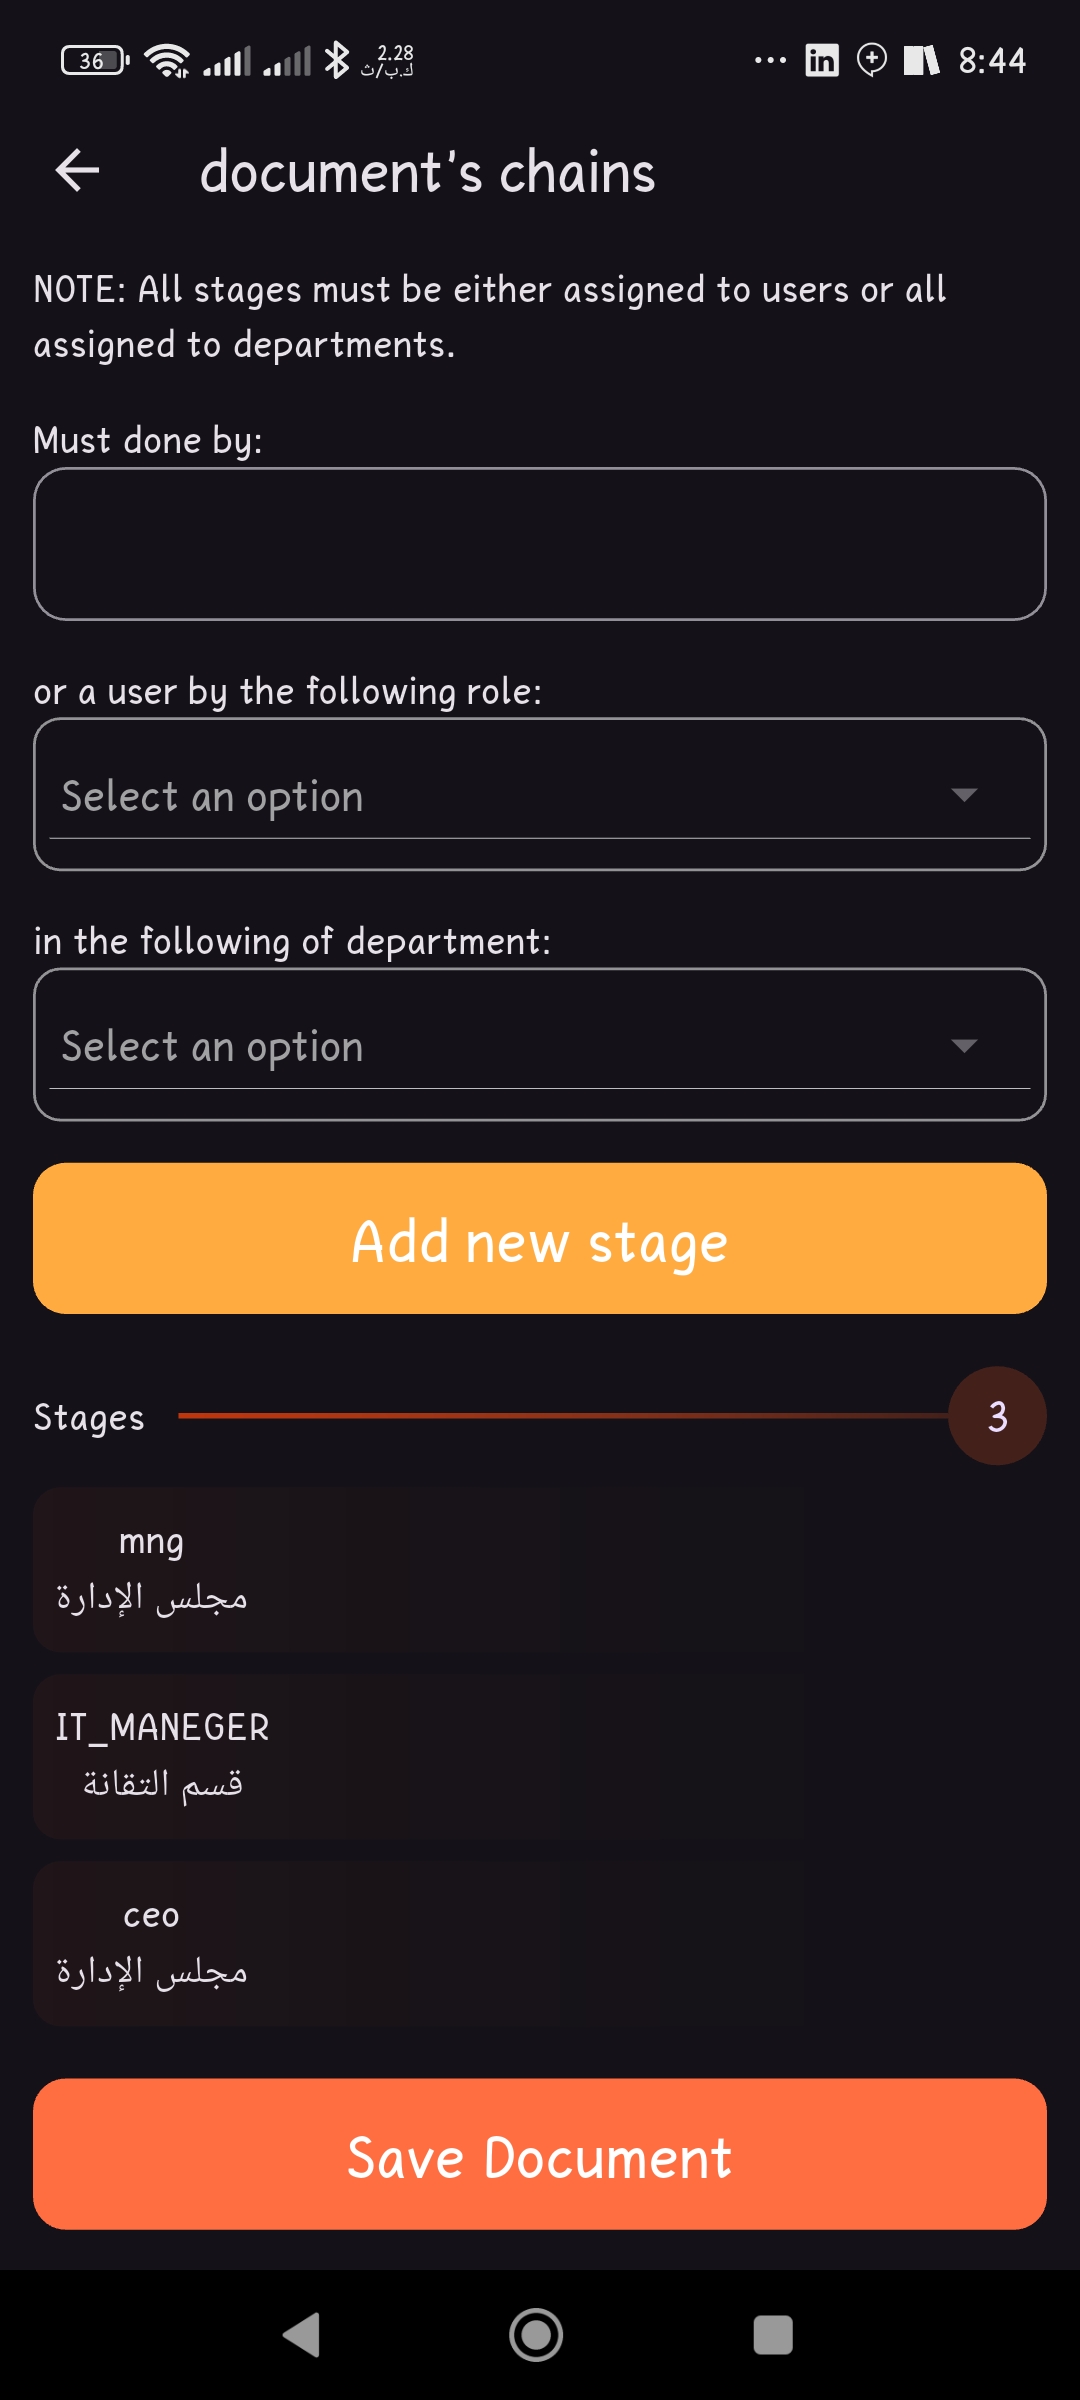 36
2.28
ك.ب/ث
in
8:44
document's chains
NOTE: All stages must be either assigned to users or all
assigned to departments.
Must done by:
or a user by the following role:
Select an option
in the following of department:
Select an option
Add new stage
Stages
3
mng
مجلس الإدارة
IT_MANEGER
قسم التقانة
ceo
مجلس الإدارة
Save Document